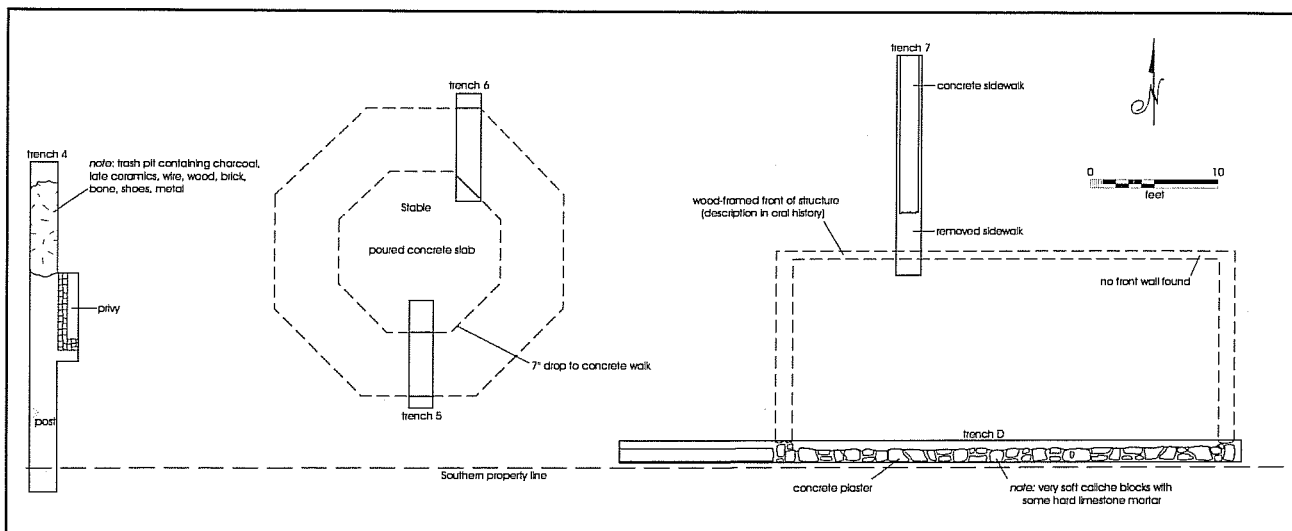 trench 4
note: trash pit containing charcoal,
late ceramics, wire, wood, brick,
bone, shoes, metal
privy
post
trench 6
Stable
poured concrete slab
7" drop to concrete walk
trench 5
Southern property line
trench 7
concrete sidewalk
N
0 10
feet
wood-framed front of structure
(description in oral history)
removed sidewalk
no front wall found
trench D
concrete plaster
note: very soft caliche blocks with
some hard limestone mortar